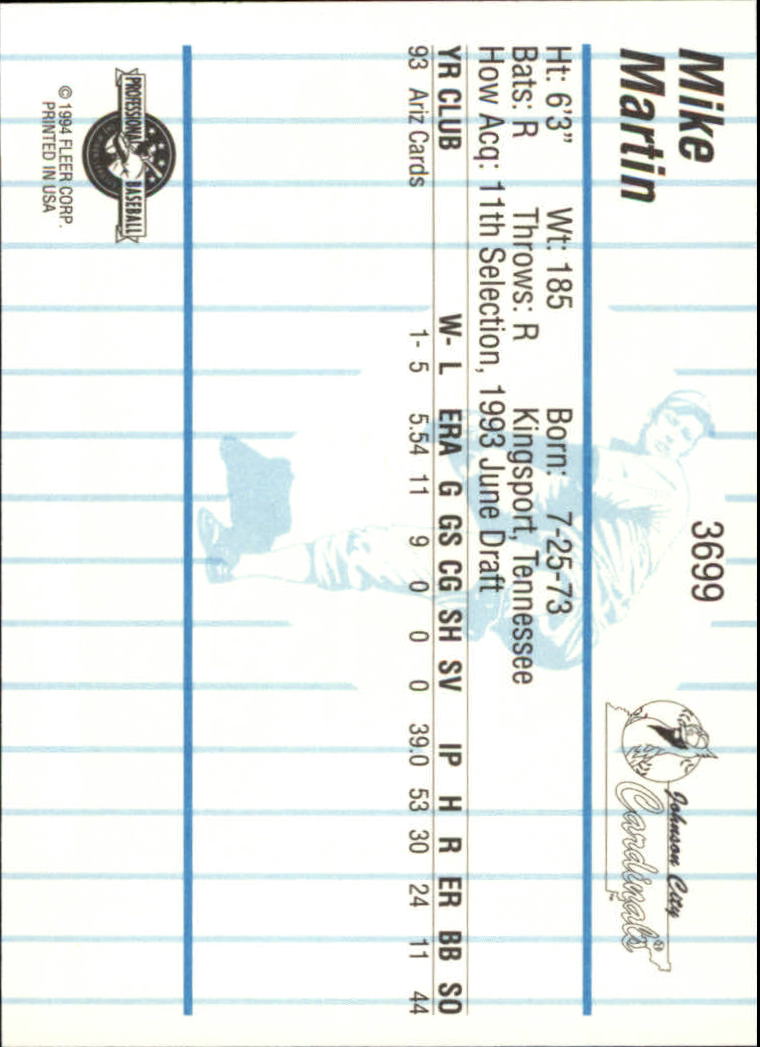 Mike
Martin
3699
Johnson City
Cardinals®
™
Ht: 6'3" Wt: 185 Born: 7-25-73
Bats: R Throws: R Kingsport, Tennessee
How Acq: 11th Selection, 1993 June Draft
YR CLUB W- L ERA G GS CG SH SV IP H R ER BB SO
93 Ariz Cards 1- 5 5.54 11 9 0 0 0 39.0 53 30 24 11 44
PROFESSIONAL BASEBALL
© 1994 FLEER CORP.
PRINTED IN USA